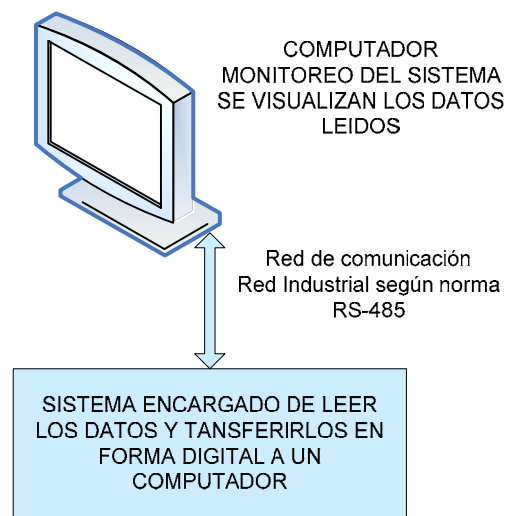 COMPUTADOR
MONITOREO DEL SISTEMA
SE VISUALIZAN LOS DATOS
LEIDOS
Red de comunicación
Red Industrial según norma
RS-485
SISTEMA ENCARGADO DE LEER
LOS DATOS Y TANSFERIRLOS EN
FORMA DIGITAL A UN
COMPUTADOR